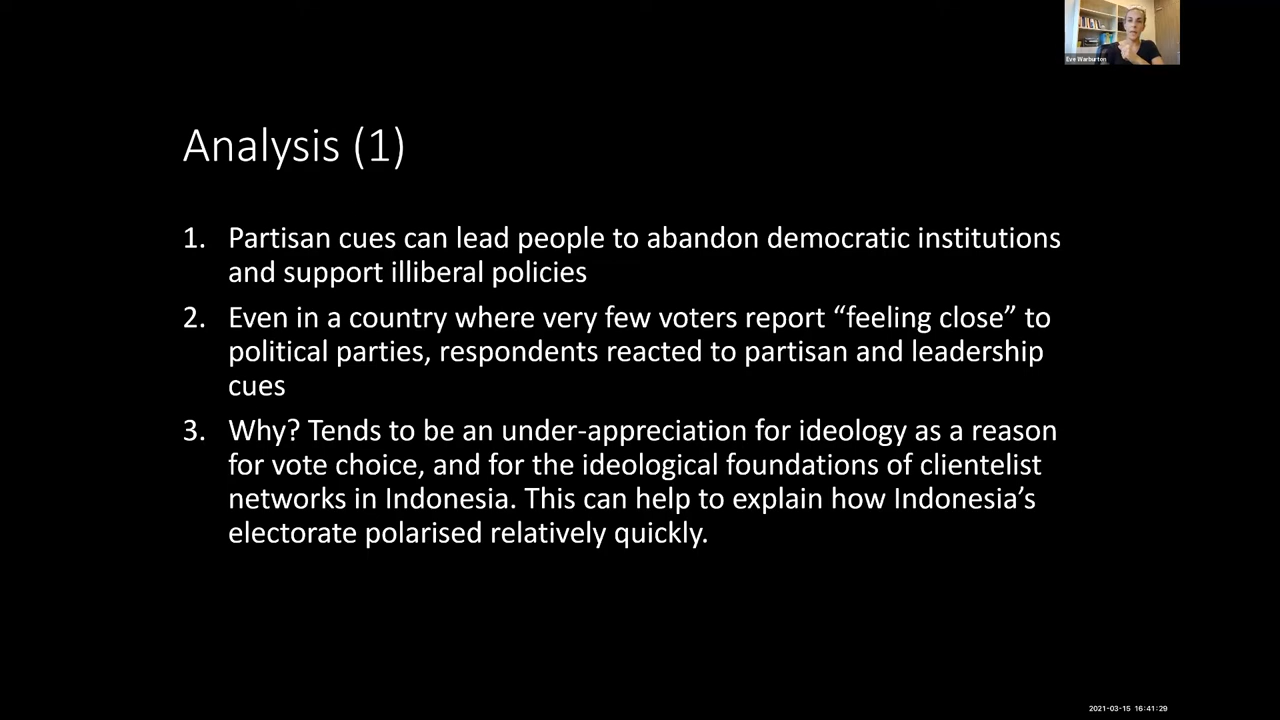 Eve Warburton
Analysis (1)
1. Partisan cues can lead people to abandon democratic institutions
and support illiberal policies
2. Even in a country where very few voters report “feeling close” to
political parties, respondents reacted to partisan and leadership
cues
3. Why? Tends to be an under-appreciation for ideology as a reason
for vote choice, and for the ideological foundations of clientelist
networks in Indonesia. This can help to explain how Indonesia’s
electorate polarised relatively quickly.
2021-03-15 16:41:29